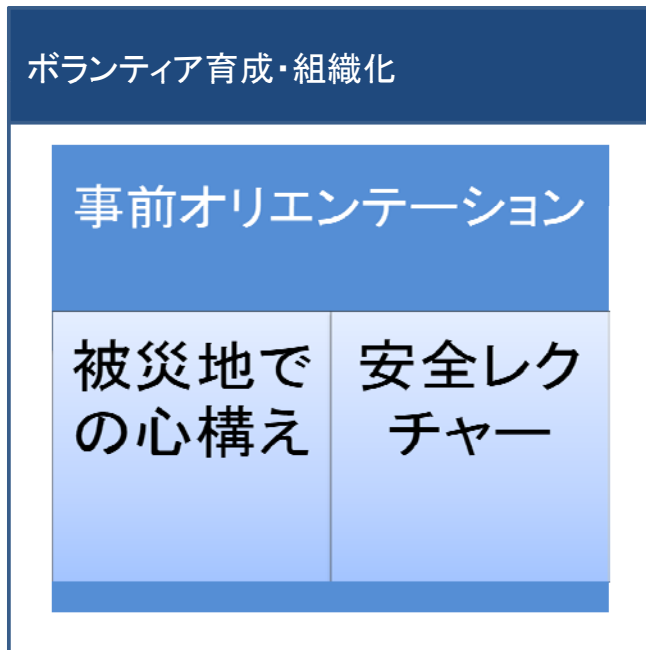 ボランティア育成・組織化
事前オリエンテーション
被災地で
の心構え
安全レク
チャー